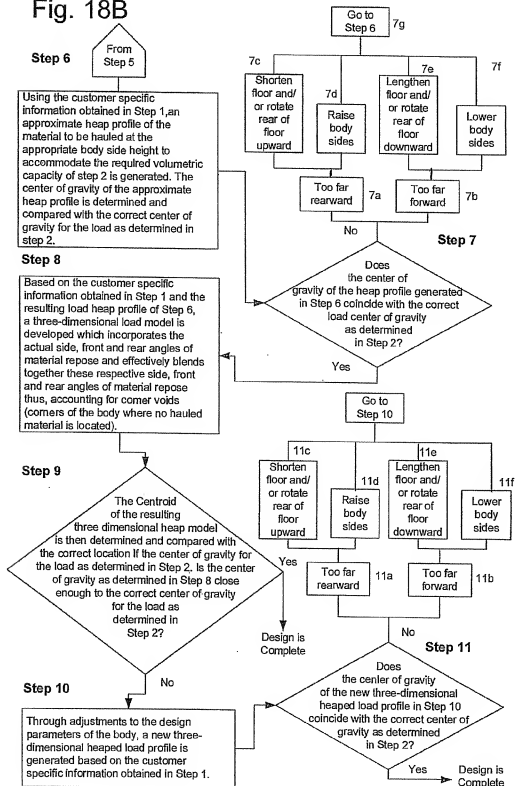 Fig. 18B
Step 6
From
Step 5
Using the customer specific
information obtained in Step 1,an
approximate heap profile of the
material to be hauled at the
appropriate body side height to
accommodate the required volumetric
capacity of step 2 is generated. The
center of gravity of the approximate
heap profile is determined and
compared with the correct center of
gravity for the load as determined in
step 2.
Go to
Step 6
7g
7c
Shorten
floor and/
or rotate
rear of
floor
upward
7d
Raise
body
sides
7e
Lengthen
floor and/
or rotate
rear of
floor
downward
7f
Lower
body
sides
Too far
rearward
7a
Too far
forward
7b
No
Step 7
Does
the center of
gravity of the heap profile generated
in Step 6 coincide with the correct
load center of gravity
as determined
in Step 2?
Yes
Step 8
Based on the customer specific
information obtained in Step 1 and the
resulting load heap profile of Step 6,
a three-dimensional load model is
developed which incorporates the
actual side, front and rear angles of
material repose and effectively blends
together these respective side, front
and rear angles of material repose
thus, accounting for corner voids
(corners of the body where no hauled
material is located).
Step 9
The Centroid
of the resulting
three dimensional heap model
is then determined and compared with
the correct location If the center of gravity for
the load as determined in Step 2. Is the center
of gravity as determined in Step 8 close
enough to the correct center of gravity
for the load as
determined in
Step 2?
Yes
Design is
Complete
No
Step 10
Through adjustments to the design
parameters of the body, a new three-
dimensional heaped load profile is
generated based on the customer
specific information obtained in Step 1.
Go to
Step 10
11c
Shorten
floor and/
or rotate
rear of
floor
upward
11d
Raise
body
sides
11e
Lengthen
floor and/
or rotate
rear of
floor
downward
11f
Lower
body
sides
Too far
rearward
11a
Too far
forward
11b
No
Step 11
Does
the center of gravity
of the new three-dimensional
heaped load profile in Step 10
coincide with the correct center of
gravity as determined
in Step 2?
Yes
Design is
Complete